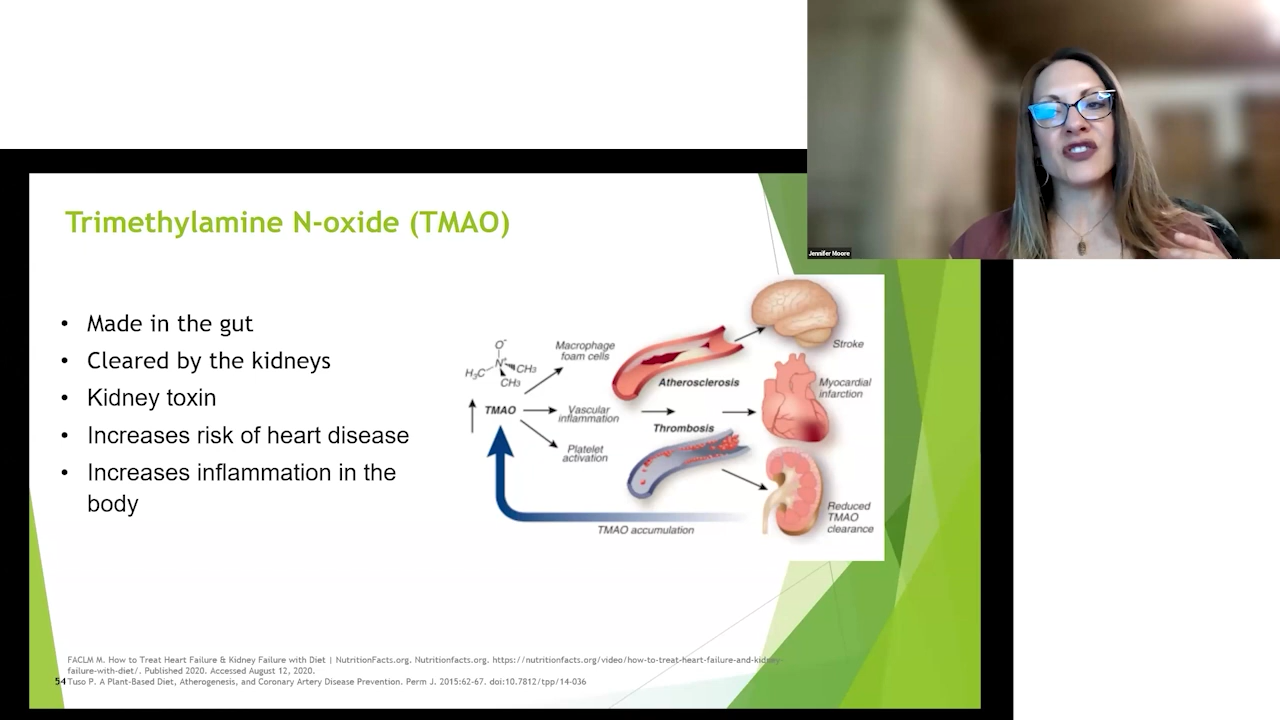 Jennifer Moore
Trimethylamine N-oxide (TMAO)
• Made in the gut
• Cleared by the kidneys
• Kidney toxin
• Increases risk of heart disease
• Increases inflammation in the
body
O⁻
N⁺
H₃C
CH₃
CH₃
TMAO
Macrophage
foam cells
Vascular
inflammation
Platelet
activation
Atherosclerosis
Thrombosis
Stroke
Myocardial
infarction
Reduced
TMAO
clearance
TMAO accumulation
FACLM M. How to Treat Heart Failure & Kidney Failure with Diet | NutritionFacts.org. Nutritionfacts.org. https://nutritionfacts.org/video/how-to-treat-heart-failure-and-kidney-
failure-with-diet/. Published 2020. Accessed August 12, 2020.
54 Tuso P. A Plant-Based Diet, Atherogenesis, and Coronary Artery Disease Prevention. Perm J. 2015:62-67. doi:10.7812/tpp/14-036